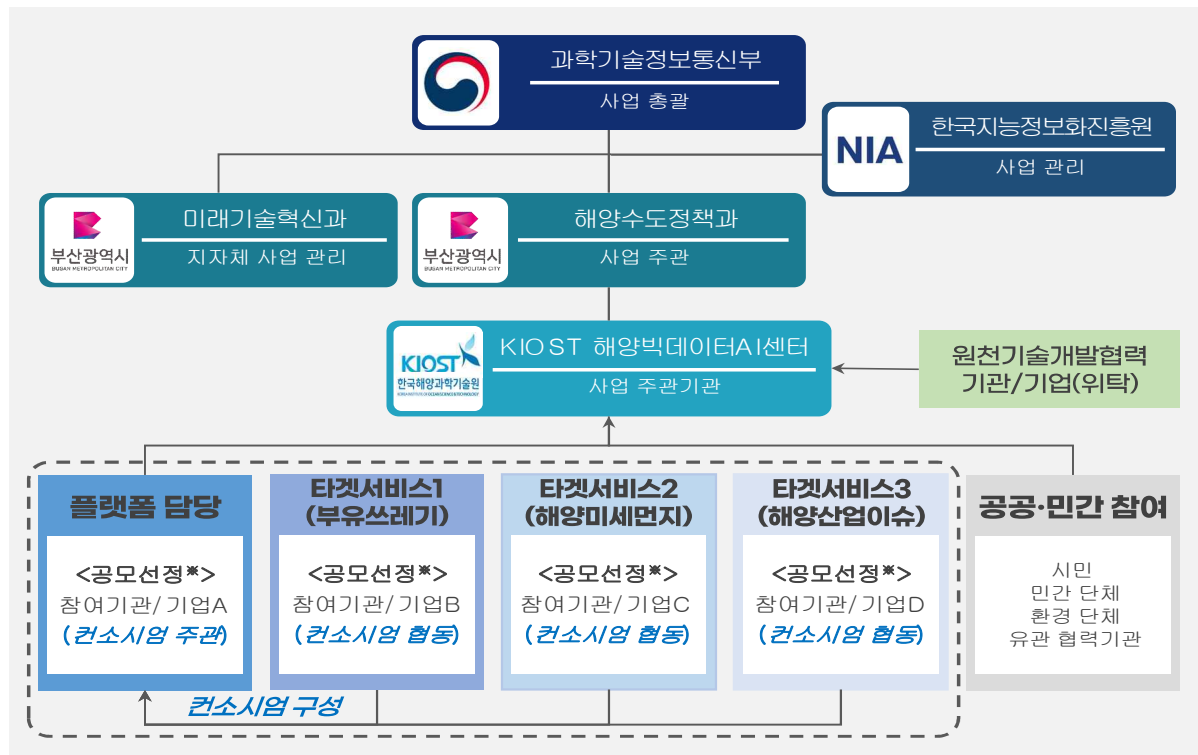 과학기술정보통신부
사업 총괄
NIA
한국지능정보화진흥원
사업 관리
부산광역시
BUSAN METROPOLITAN CITY
미래기술혁신과
지자체 사업 관리
부산광역시
BUSAN METROPOLITAN CITY
해양수도정책과
사업 주관
KIOST
한국해양과학기술원
KOREA INSTITUTE OF OCEAN SCIENCE & TECHNOLOGY
KIOST 해양빅데이터AI센터
사업 주관기관
원천기술개발협력
기관/기업(위탁)
플랫폼 담당
<공모선정※>
참여기관/기업A
(컨소시엄 주관)
타겟서비스1
(부유쓰레기)
<공모선정※>
참여기관/기업B
(컨소시엄 협동)
타겟서비스2
(해양미세먼지)
<공모선정※>
참여기관/기업C
(컨소시엄 협동)
타겟서비스3
(해양산업이슈)
<공모선정※>
참여기관/기업D
(컨소시엄 협동)
공공·민간 참여
시민
민간 단체
환경 단체
유관 협력기관
컨소시엄 구성